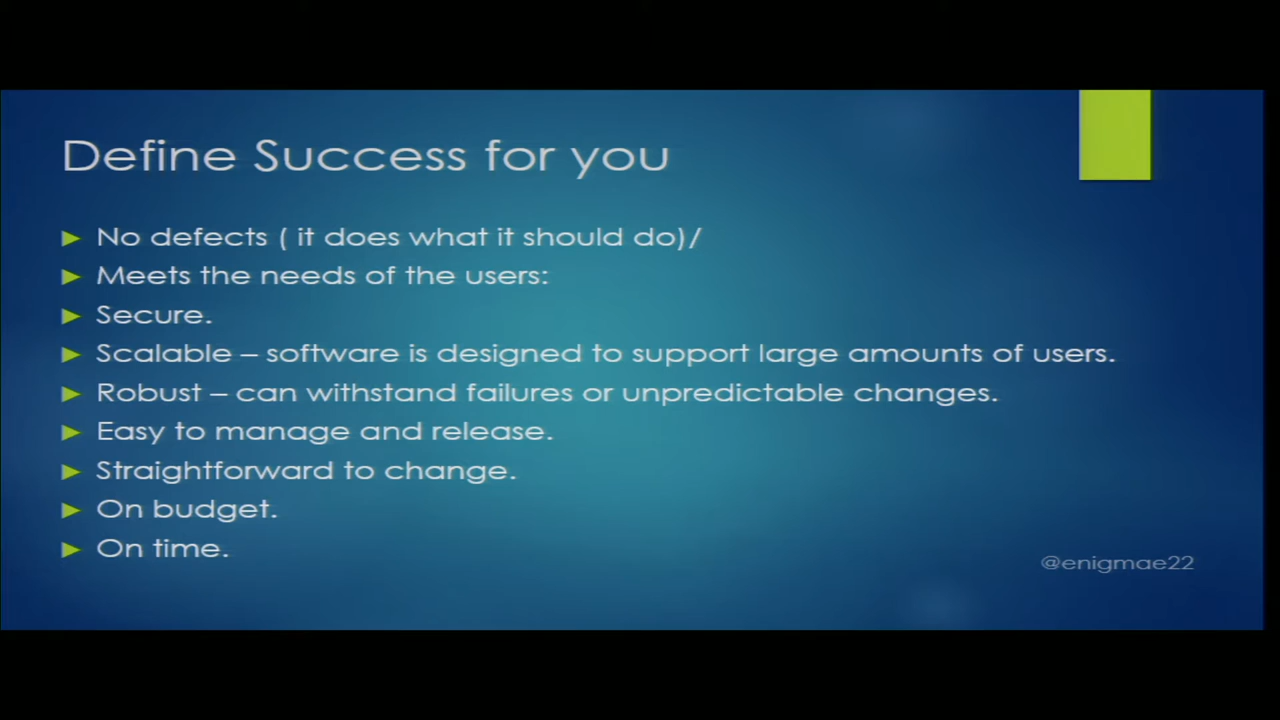 Define Success for you
No defects ( it does what it should do)/
Meets the needs of the users:
Secure.
Scalable – software is designed to support large amounts of users.
Robust – can withstand failures or unpredictable changes.
Easy to manage and release.
Straightforward to change.
On budget.
On time.
@enigmae22